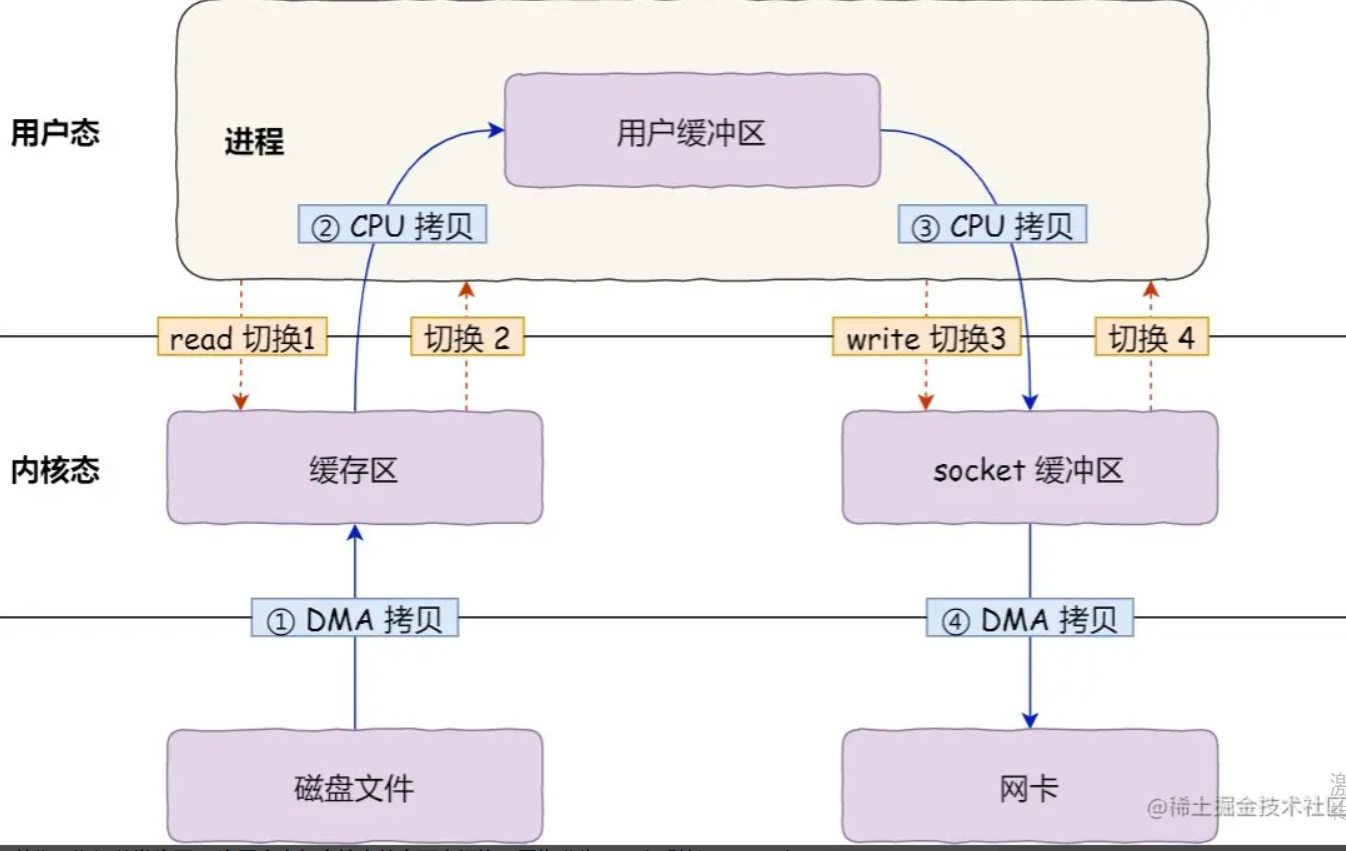 用户态
进程
用户缓冲区
② CPU 拷贝
③ CPU 拷贝
read 切换1
切换 2
write 切换3
切换 4
内核态
缓存区
socket 缓冲区
① DMA 拷贝
④ DMA 拷贝
磁盘文件
网卡
@稀土掘金技术社区
激